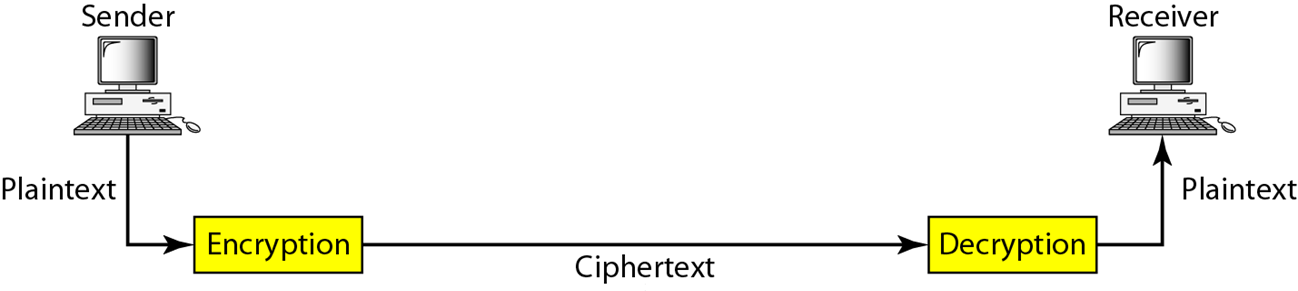 Sender
Receiver
Plaintext
Plaintext
Encryption
Decryption
Ciphertext